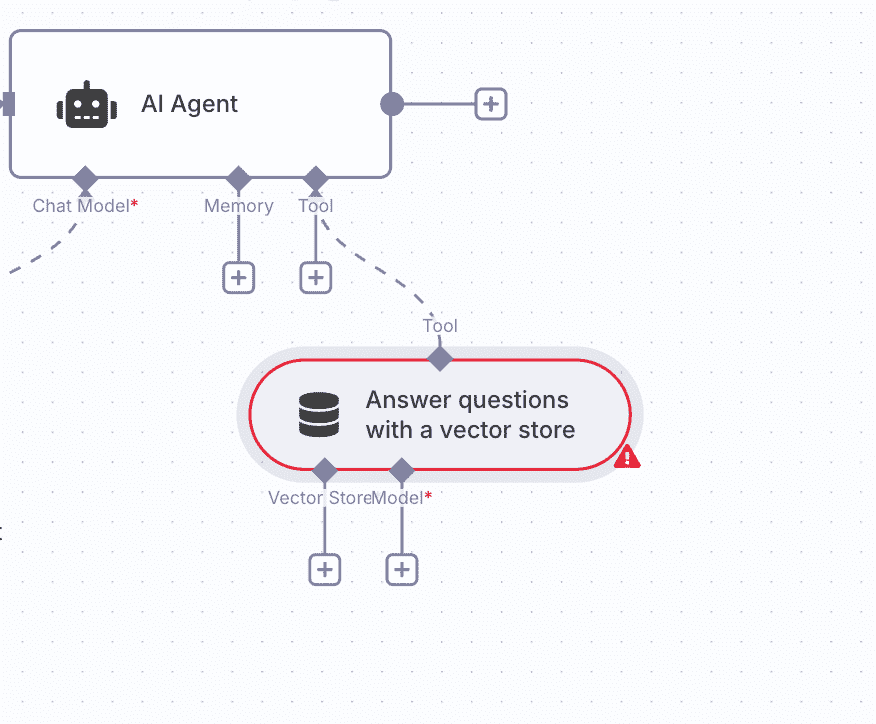 AI Agent
Chat Model*
Memory
Tool
Tool
Answer questions
with a vector store
Vector Store
Model*